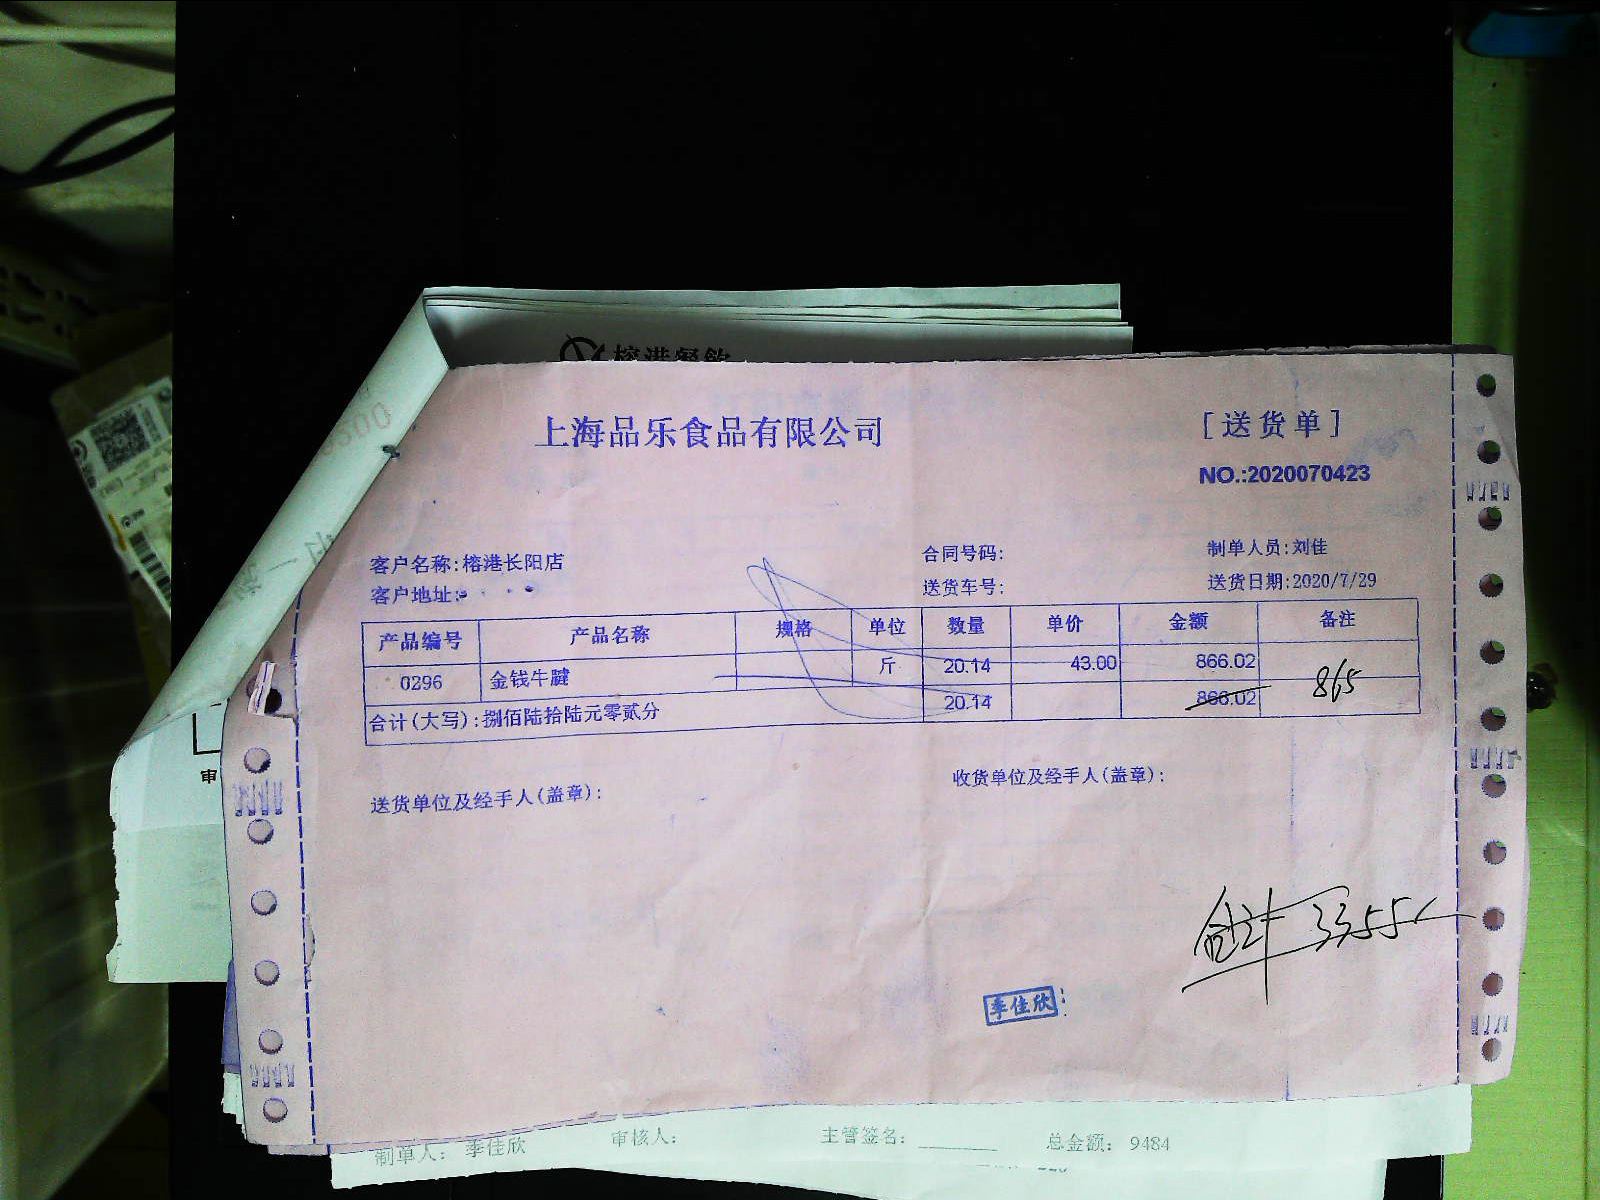 榕港餐飲
上海品乐食品有限公司
[送货单]
NO.:2020070423
客户名称:榕港长阳店
合同号码:
制单人员:刘佳
客户地址:
送货车号:
送货日期:2020/7/29
产品编号 产品名称 规格 单位 数量 单价 金额 备注
0296 金钱牛腱 斤 20.14 43.00 866.02
合计(大写):捌佰陆拾陆元零贰分 20.14 866.02 865
送货单位及经手人(盖章):
收货单位及经手人(盖章):
季佳欣
审
制单人: 季佳欣 审核人: 主管签名: 总金额: 9484